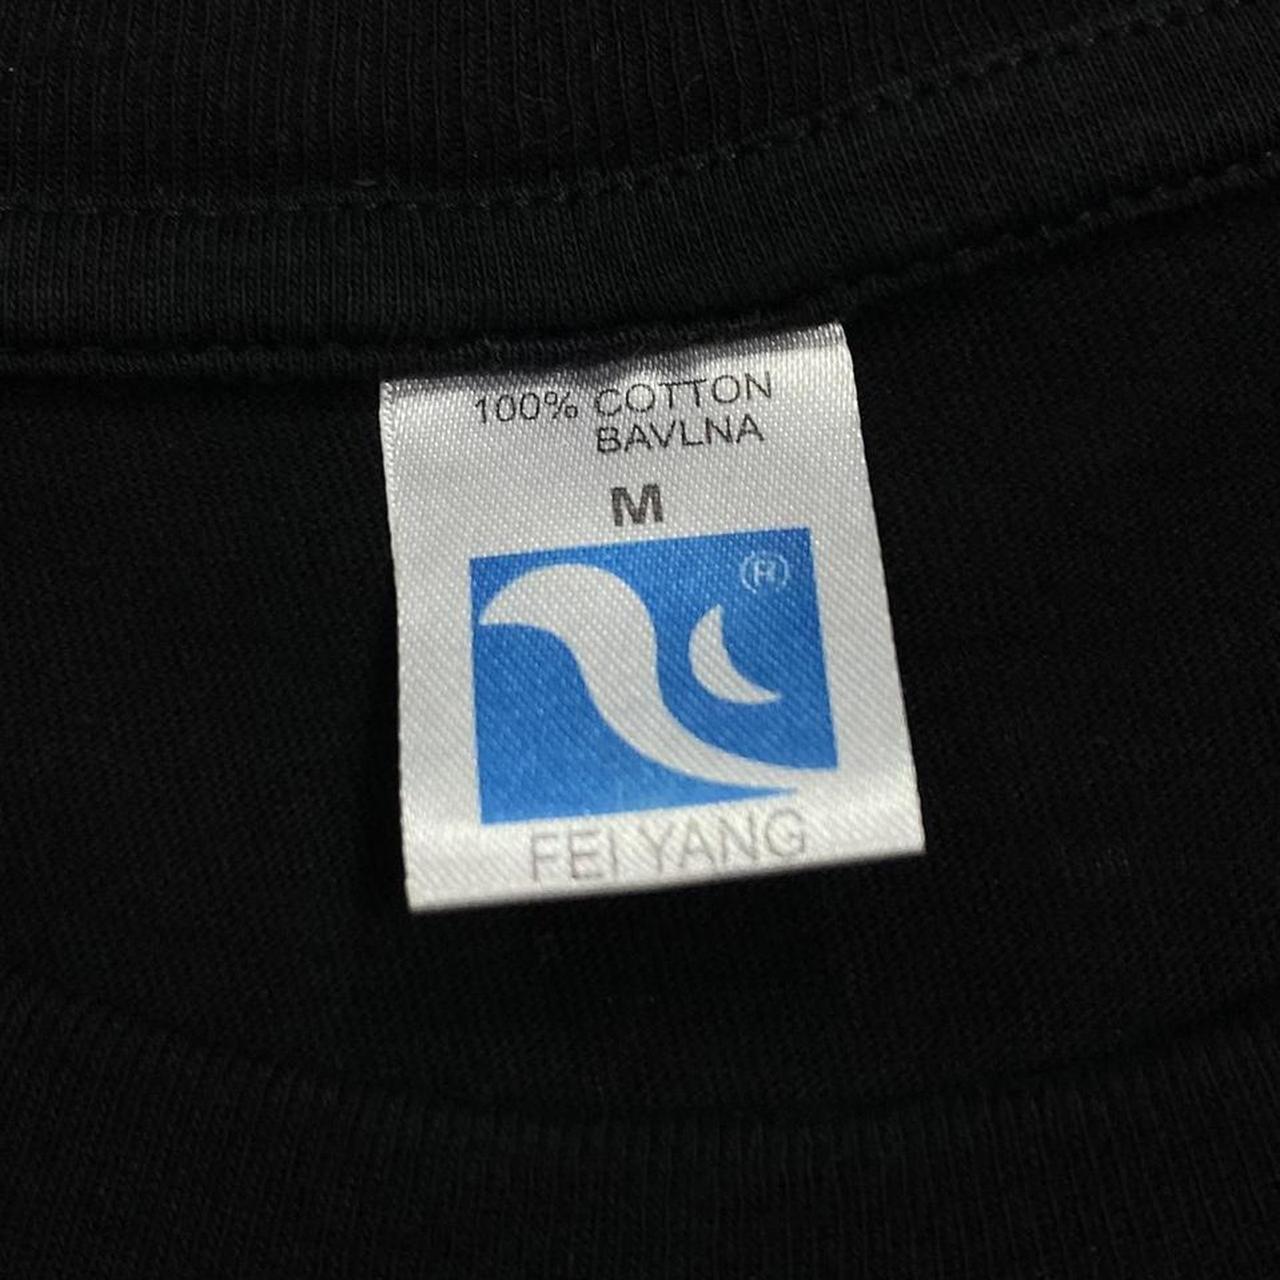 100% COTTON
BAVLNA
M
(R)
FEI YANG